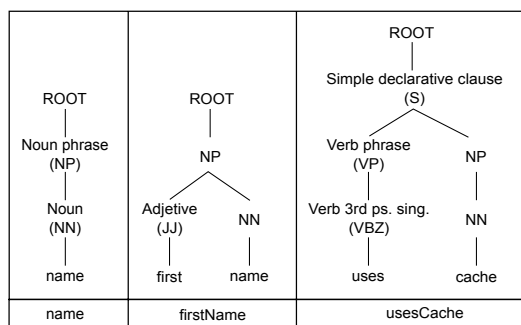 ROOT
Noun phrase
(NP)
Noun
(NN)
name
name
ROOT
NP
Adjetive
(JJ)
NN
first
name
firstName
ROOT
Simple declarative clause
(S)
Verb phrase
(VP)
NP
Verb 3rd ps. sing.
(VBZ)
NN
uses
cache
usesCache